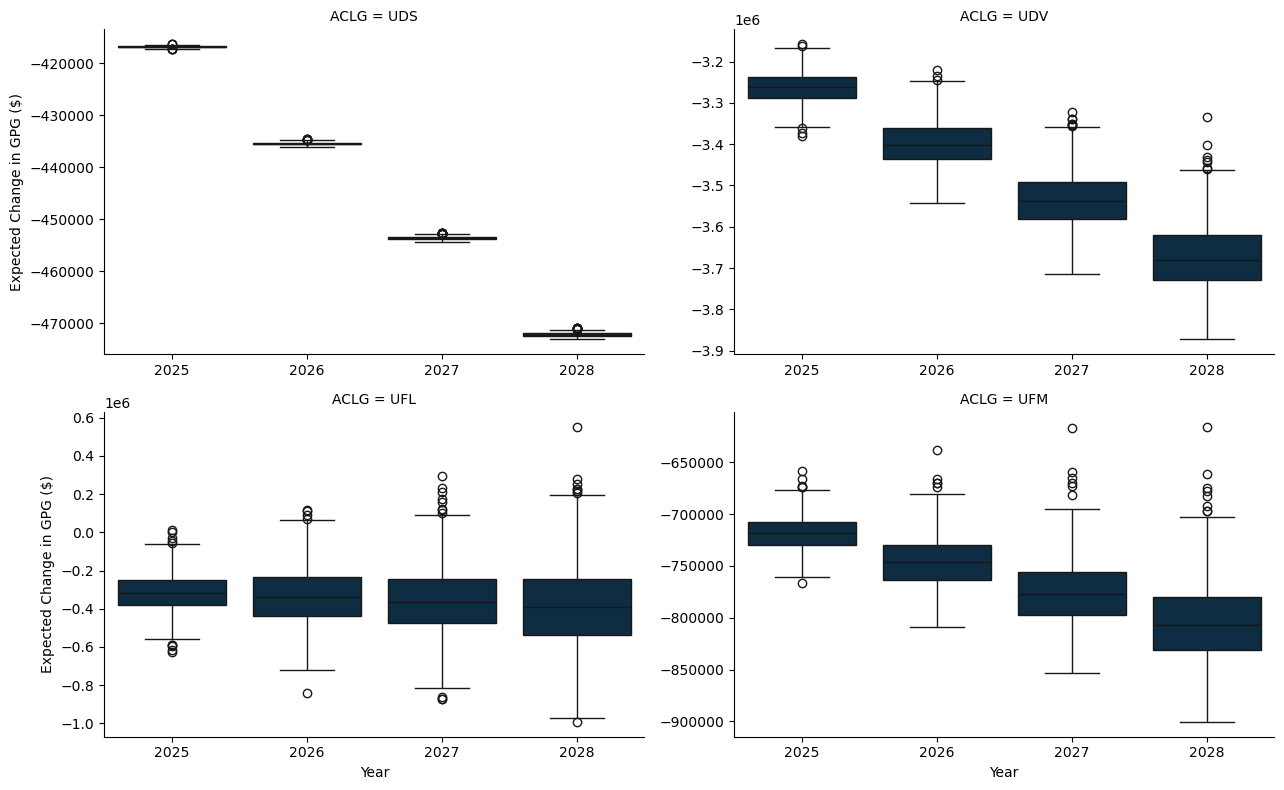 ACLG = UDS
Expected Change in GPG ($)
−420000
−430000
−440000
−450000
−460000
−470000
2025 2026 2027 2028
ACLG = UDV
1e6
−3.2
−3.3
−3.4
−3.5
−3.6
−3.7
−3.8
−3.9
2025 2026 2027 2028
ACLG = UFL
1e6
Expected Change in GPG ($)
0.6
0.4
0.2
0.0
−0.2
−0.4
−0.6
−0.8
−1.0
2025 2026 2027 2028
Year
ACLG = UFM
−650000
−700000
−750000
−800000
−850000
−900000
2025 2026 2027 2028
Year